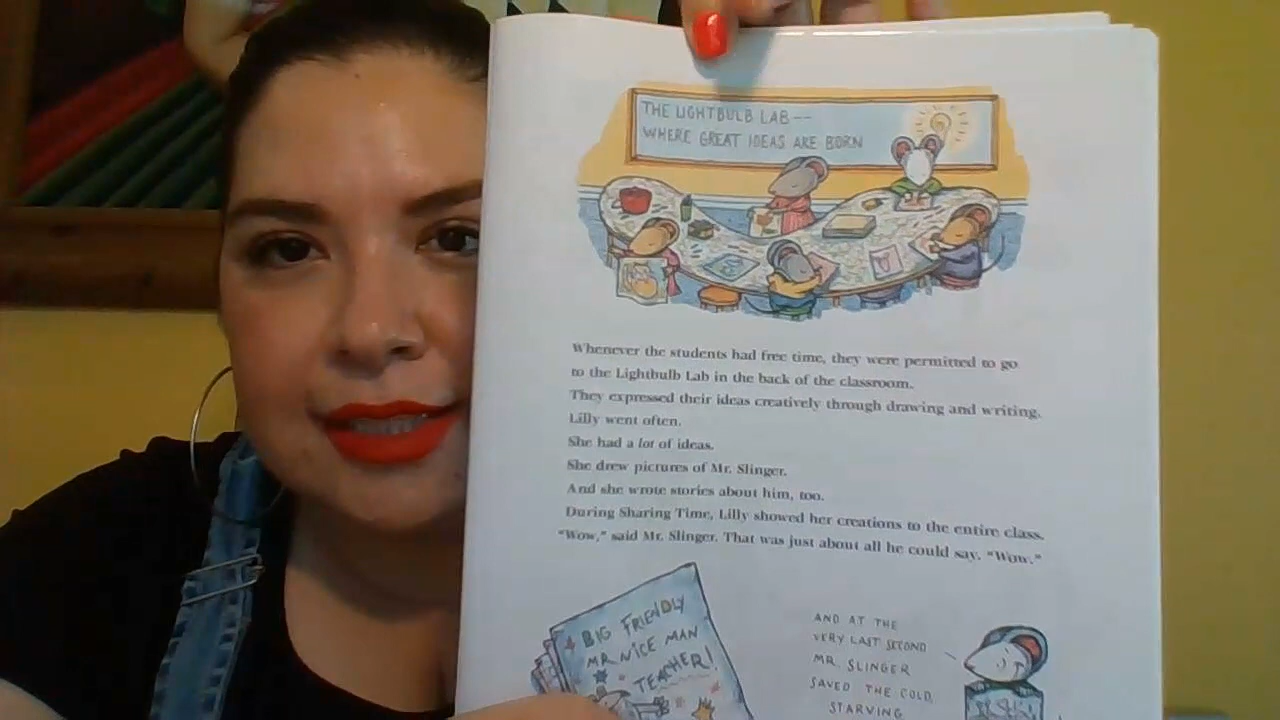 THE LIGHTBULB LAB--
WHERE GREAT IDEAS ARE BORN
Whenever the students had free time, they were permitted to go
to the Lightbulb Lab in the back of the classroom.
They expressed their ideas creatively through drawing and writing.
Lilly went often.
She had a lot of ideas.
She drew pictures of Mr. Slinger.
And she wrote stories about him, too.
During Sharing Time, Lilly showed her creations to the entire class.
"Wow," said Mr. Slinger. That was just about all he could say. "Wow."
BIG FRIENDLY
MR NICE MAN
TEACHER!
AND AT THE
VERY LAST SECOND
MR. SLINGER
SAVED THE COLD,
STARVING